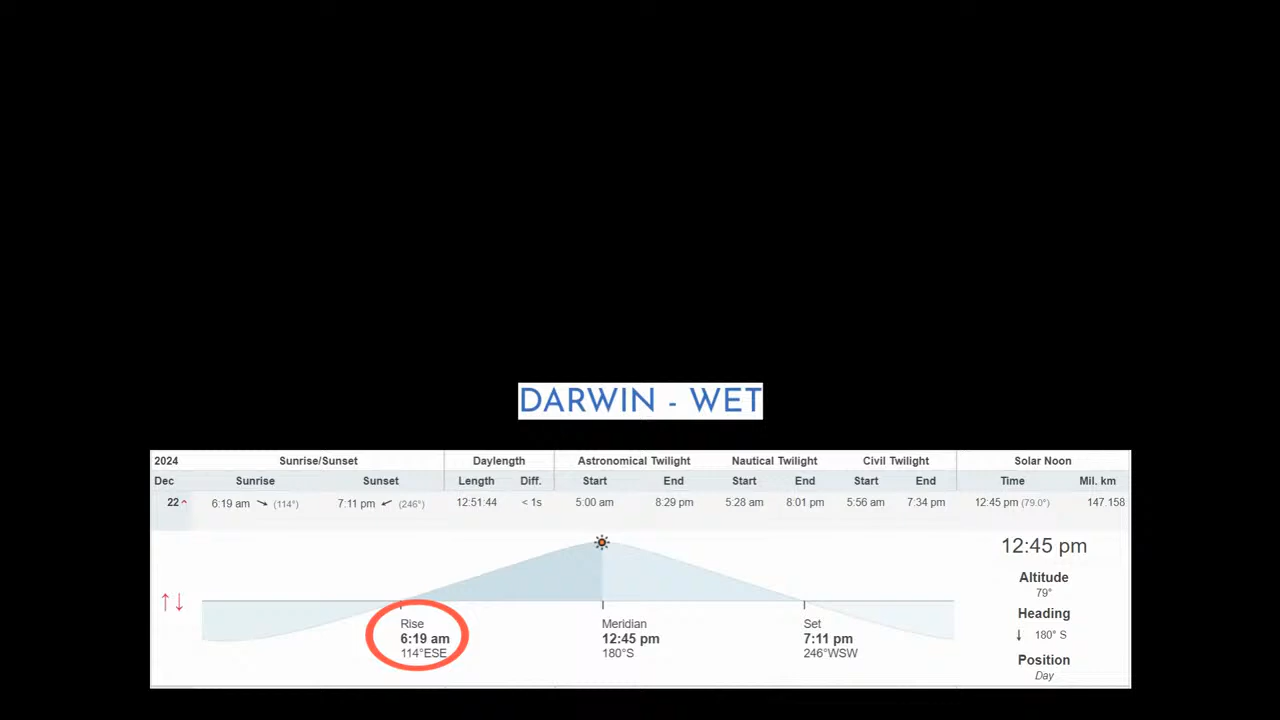 DARWIN - WET
2024 Sunrise/Sunset Daylength Astronomical Twilight Nautical Twilight Civil Twilight Solar Noon
Dec Sunrise Sunset Length Diff. Start End Start End Start End Time Mil. km
22 ^ 6:19 am (114°) 7:11 pm (246°) 12:51:44 < 1s 5:00 am 8:29 pm 5:28 am 8:01 pm 5:56 am 7:34 pm 12:45 pm (79.0°) 147.158
12:45 pm
Altitude
79°
Heading
↑↓
Rise Meridian Set
6:19 am 12:45 pm 7:11 pm
114°ESE 180°S 246°WSW
↓ 180° S
Position
Day